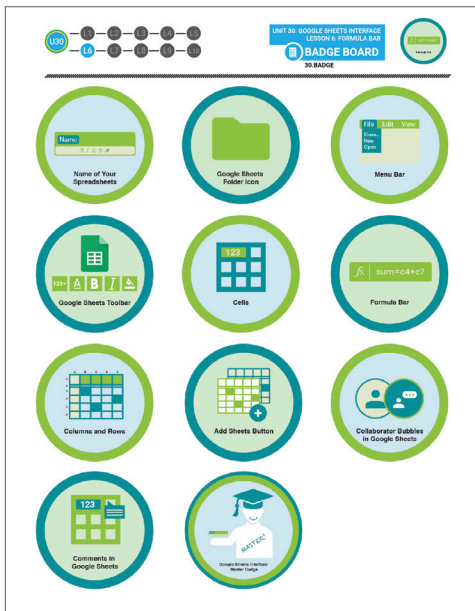 U30
L1
L2
L3
L4
L5
L6
L7
L8
L9
L10
UNIT 30: GOOGLE SHEETS INTERFACE
LESSON 6: FORMULA BAR
BADGE BOARD
30.BADGE
Name
Name of Your
Spreadsheets
Google Sheets
Folder Icon
File Edit View
Share...
New
Open
Menu Bar
123
A B I
Google Sheets Toolbar
123
Cells
fx sum=c4+c7
Formula Bar
Columns and Rows
Add Sheets Button
Collaborator Bubbles
in Google Sheets
123
Comments in
Google Sheets
MASTER!
Google Sheets Interface
Master Badge